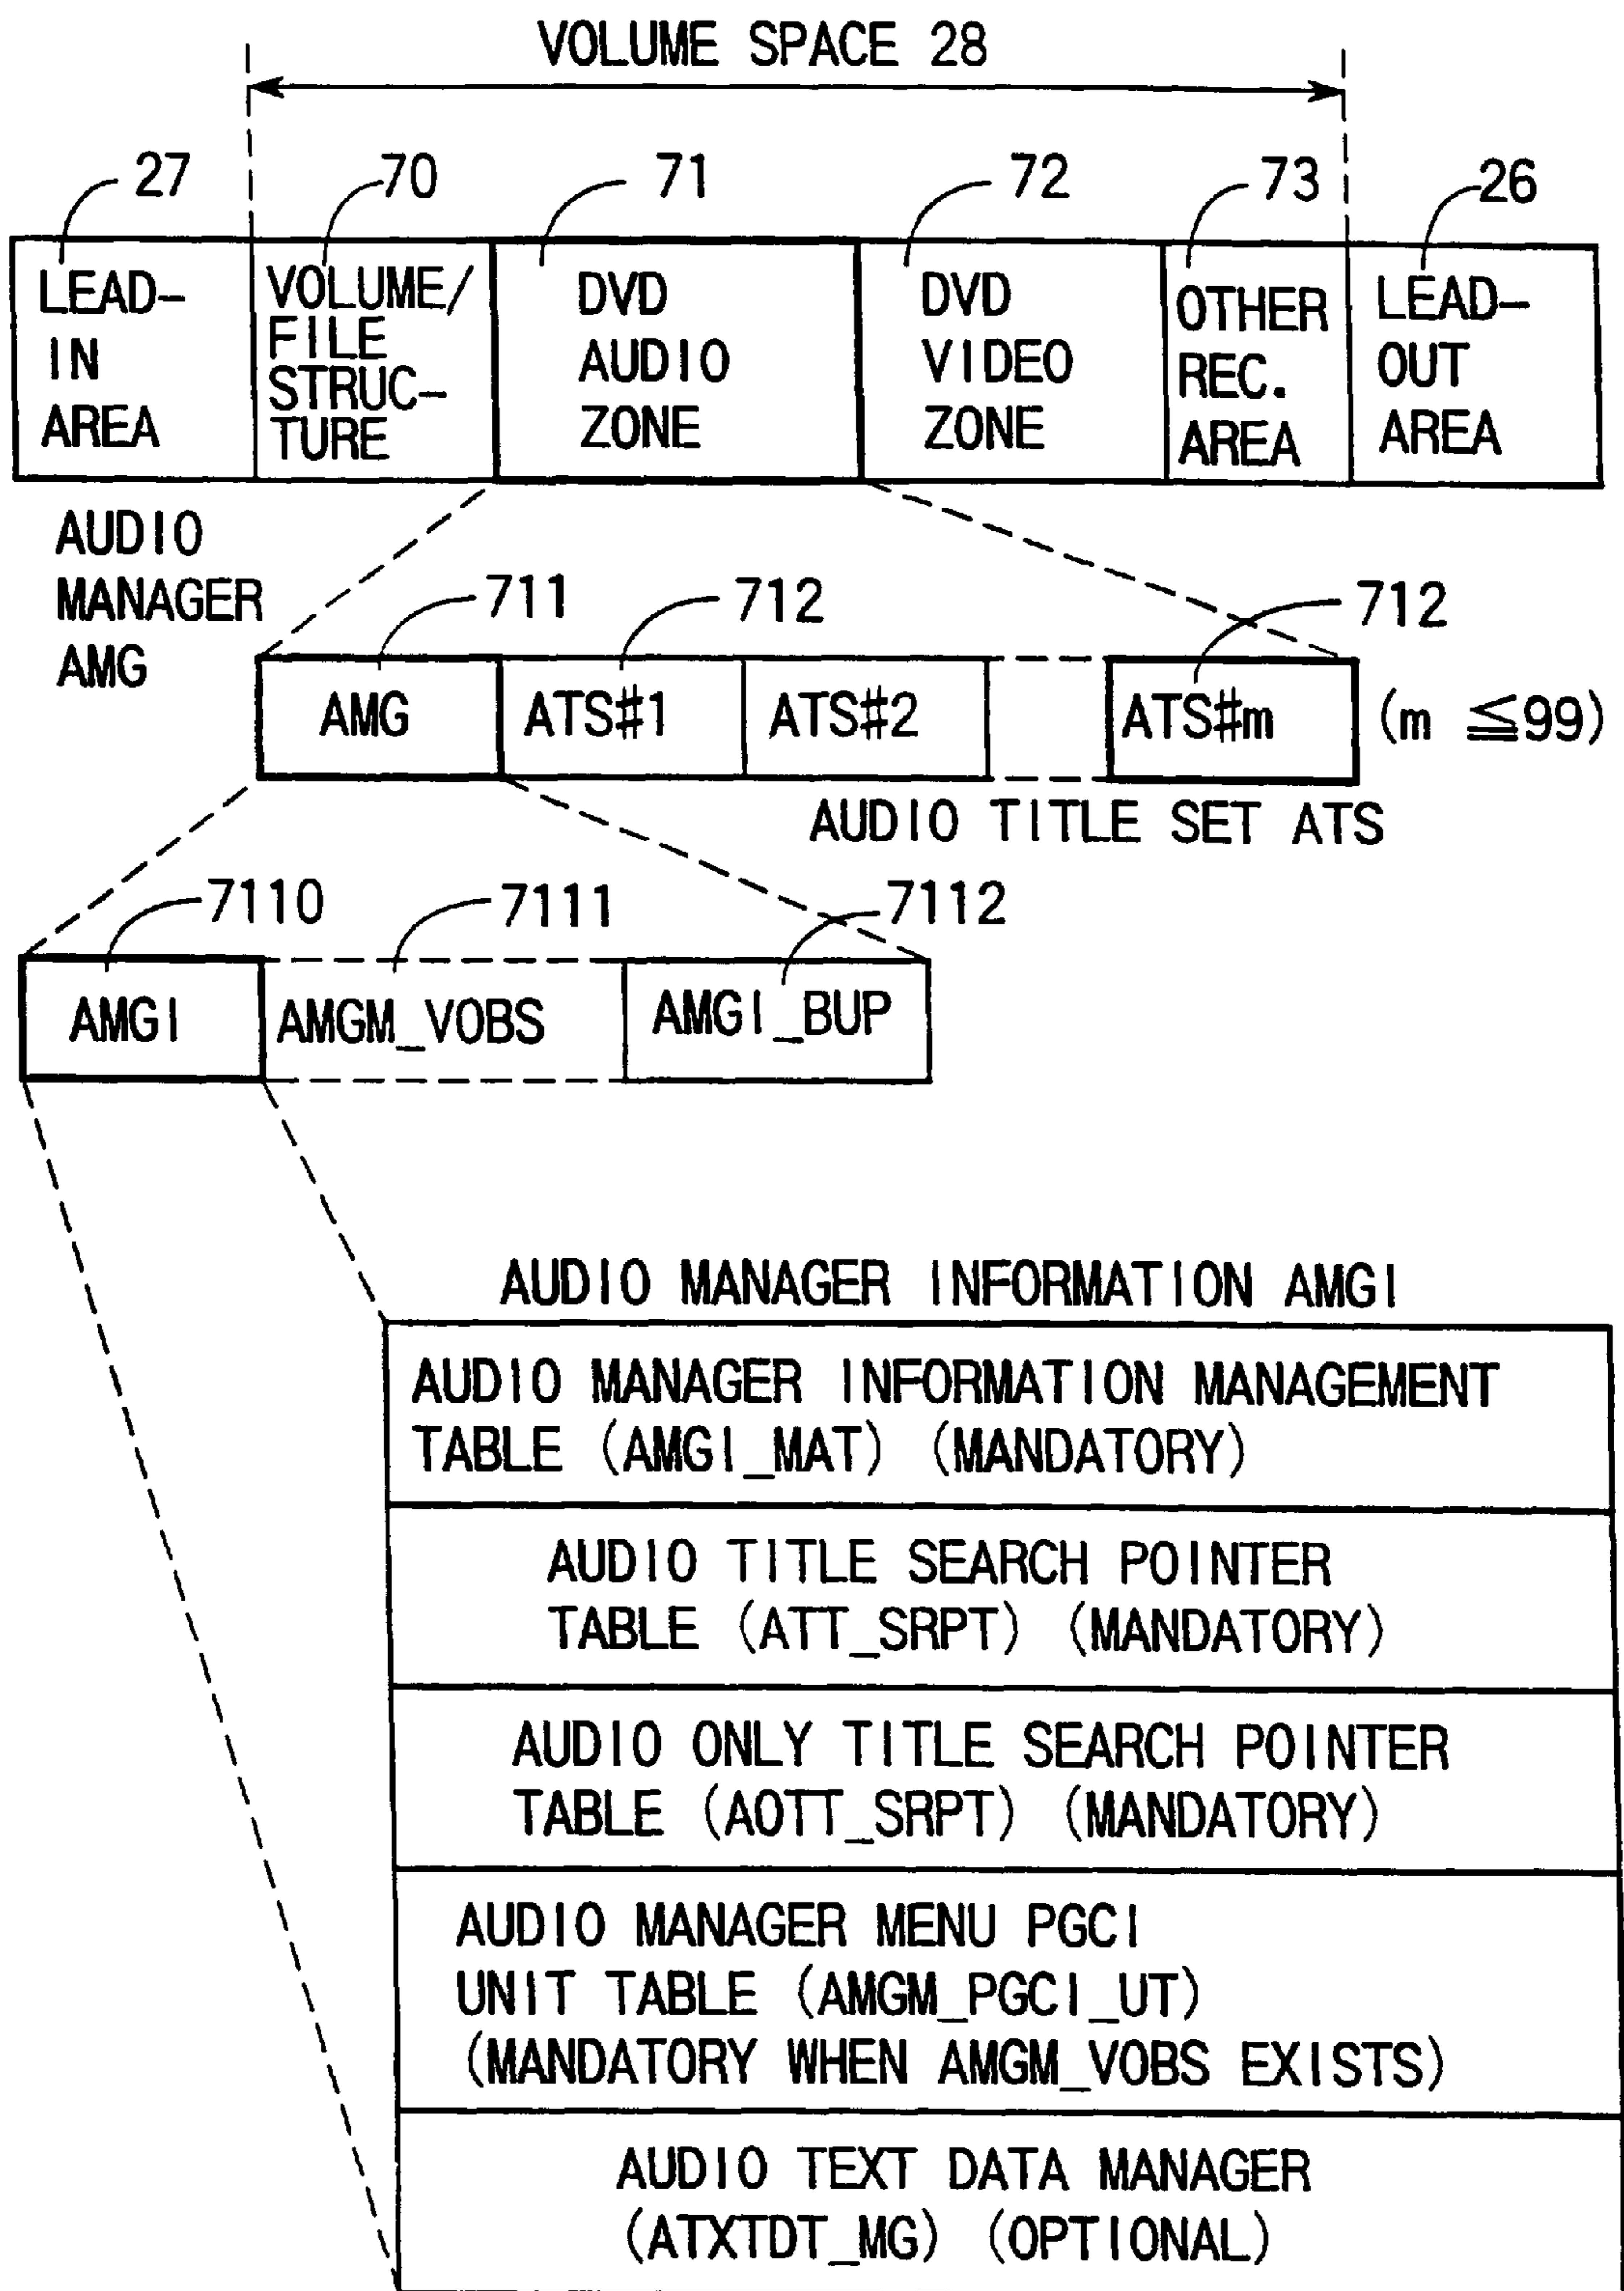 VOLUME SPACE 28
27
70
71
72
73
26
LEAD-
IN
AREA
VOLUME/
FILE
STRUC-
TURE
DVD
AUDIO
ZONE
DVD
VIDEO
ZONE
OTHER
REC.
AREA
LEAD-
OUT
AREA
AUDIO
MANAGER
AMG
711
712
712
AMG
ATS#1
ATS#2
ATS#m
(m ≦99)
AUDIO TITLE SET ATS
7110
7111
7112
AMGI
AMGM_VOBS
AMGI_BUP
AUDIO MANAGER INFORMATION AMGI
AUDIO MANAGER INFORMATION MANAGEMENT
TABLE (AMGI_MAT) (MANDATORY)
AUDIO TITLE SEARCH POINTER
TABLE (ATT_SRPT) (MANDATORY)
AUDIO ONLY TITLE SEARCH POINTER
TABLE (AOTT_SRPT) (MANDATORY)
AUDIO MANAGER MENU PGCI
UNIT TABLE (AMGM_PGCI_UT)
(MANDATORY WHEN AMGM_VOBS EXISTS)
AUDIO TEXT DATA MANAGER
(ATXTDT_MG) (OPTIONAL)